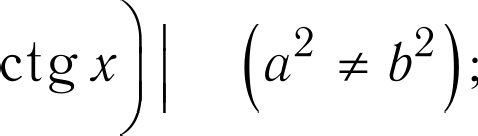 ctg x)| (a² ≠ b²);